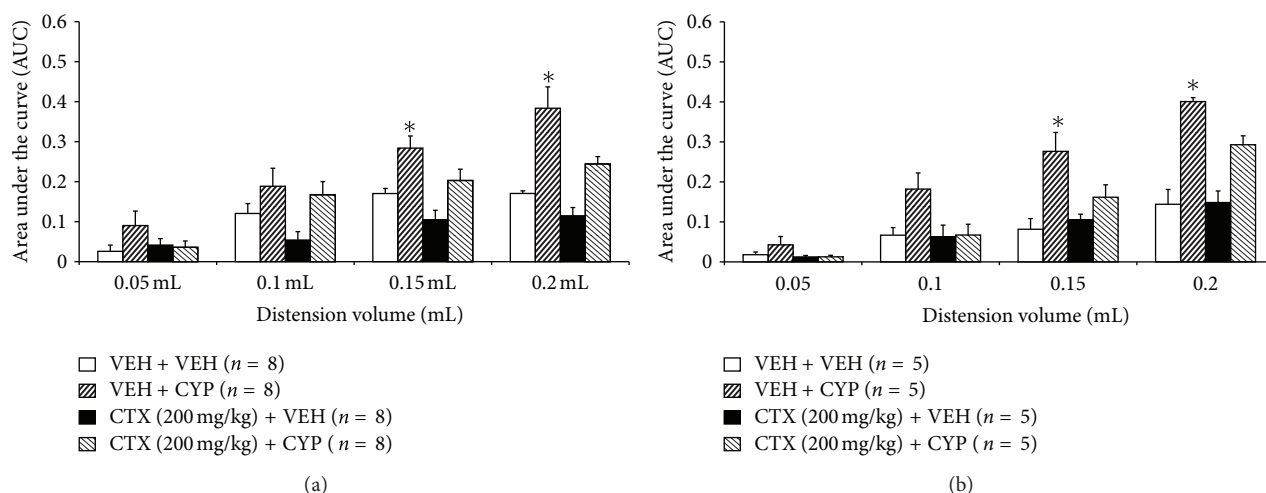 Area under the curve (AUC)
0.6
0.5
0.4
0.3
0.2
0.1
0
*
*
0.05 mL
0.1 mL
0.15 mL
0.2 mL
Distension volume (mL)
VEH + VEH (n = 8)
VEH + CYP (n = 8)
CTX (200 mg/kg) + VEH (n = 8)
CTX (200 mg/kg) + CYP (n = 8)
(a)
Area under the curve (AUC)
0.6
0.5
0.4
0.3
0.2
0.1
0
*
*
0.05
0.1
0.15
0.2
Distension volume (mL)
VEH + VEH (n = 5)
VEH + CYP (n = 5)
CTX (200 mg/kg) + VEH (n = 5)
CTX (200 mg/kg) + CYP (n = 5)
(b)